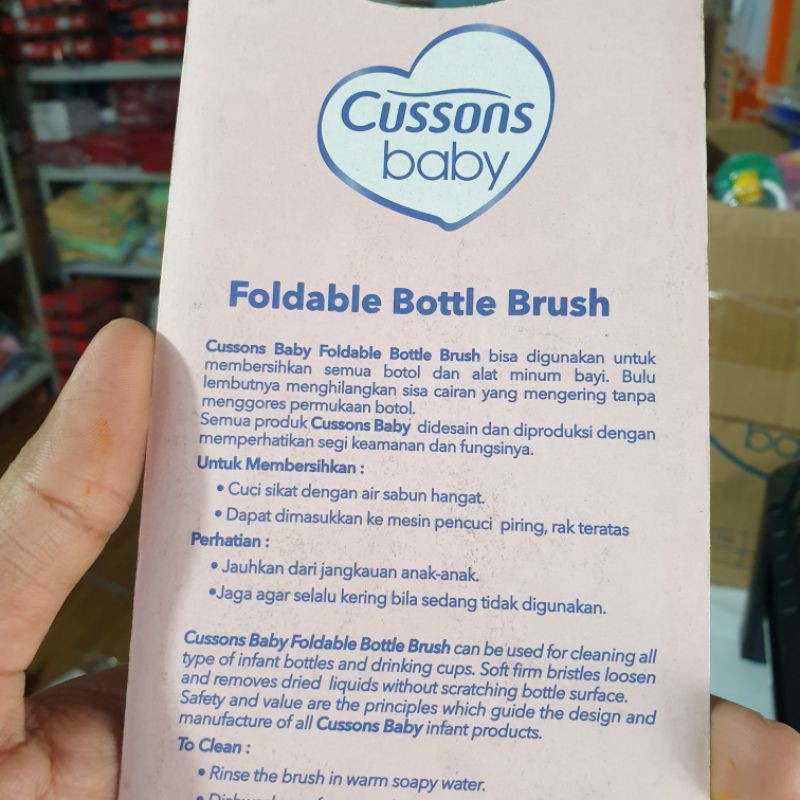 Cussons
baby
Foldable Bottle Brush
Cussons Baby Foldable Bottle Brush bisa digunakan untuk
membersihkan semua botol dan alat minum bayi. Bulu
lembutnya menghilangkan sisa cairan yang mengering tanpa
menggores permukaan botol.
Semua produk Cussons Baby didesain dan diproduksi dengan
memperhatikan segi keamanan dan fungsinya.
Untuk Membersihkan :
• Cuci sikat dengan air sabun hangat.
• Dapat dimasukkan ke mesin pencuci piring, rak teratas
Perhatian :
• Jauhkan dari jangkauan anak-anak.
•Jaga agar selalu kering bila sedang tidak digunakan.
Cussons Baby Foldable Bottle Brush can be used for cleaning all
type of infant bottles and drinking cups. Soft firm bristles loosen
and removes dried liquids without scratching bottle surface.
Safety and value are the principles which guide the design and
manufacture of all Cussons Baby infant products.
To Clean :
• Rinse the brush in warm soapy water.